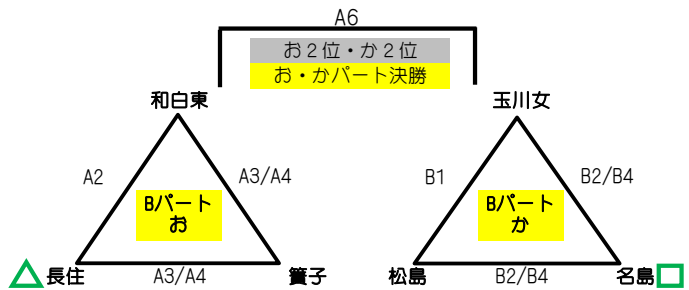 A6
お2位・か2位
お・かパート決勝
和白東
玉川女
A2
A3/A4
B1
B2/B4
Bパート
お
Bパート
か
長住
A3/A4
簀子
松島
B2/B4
名島